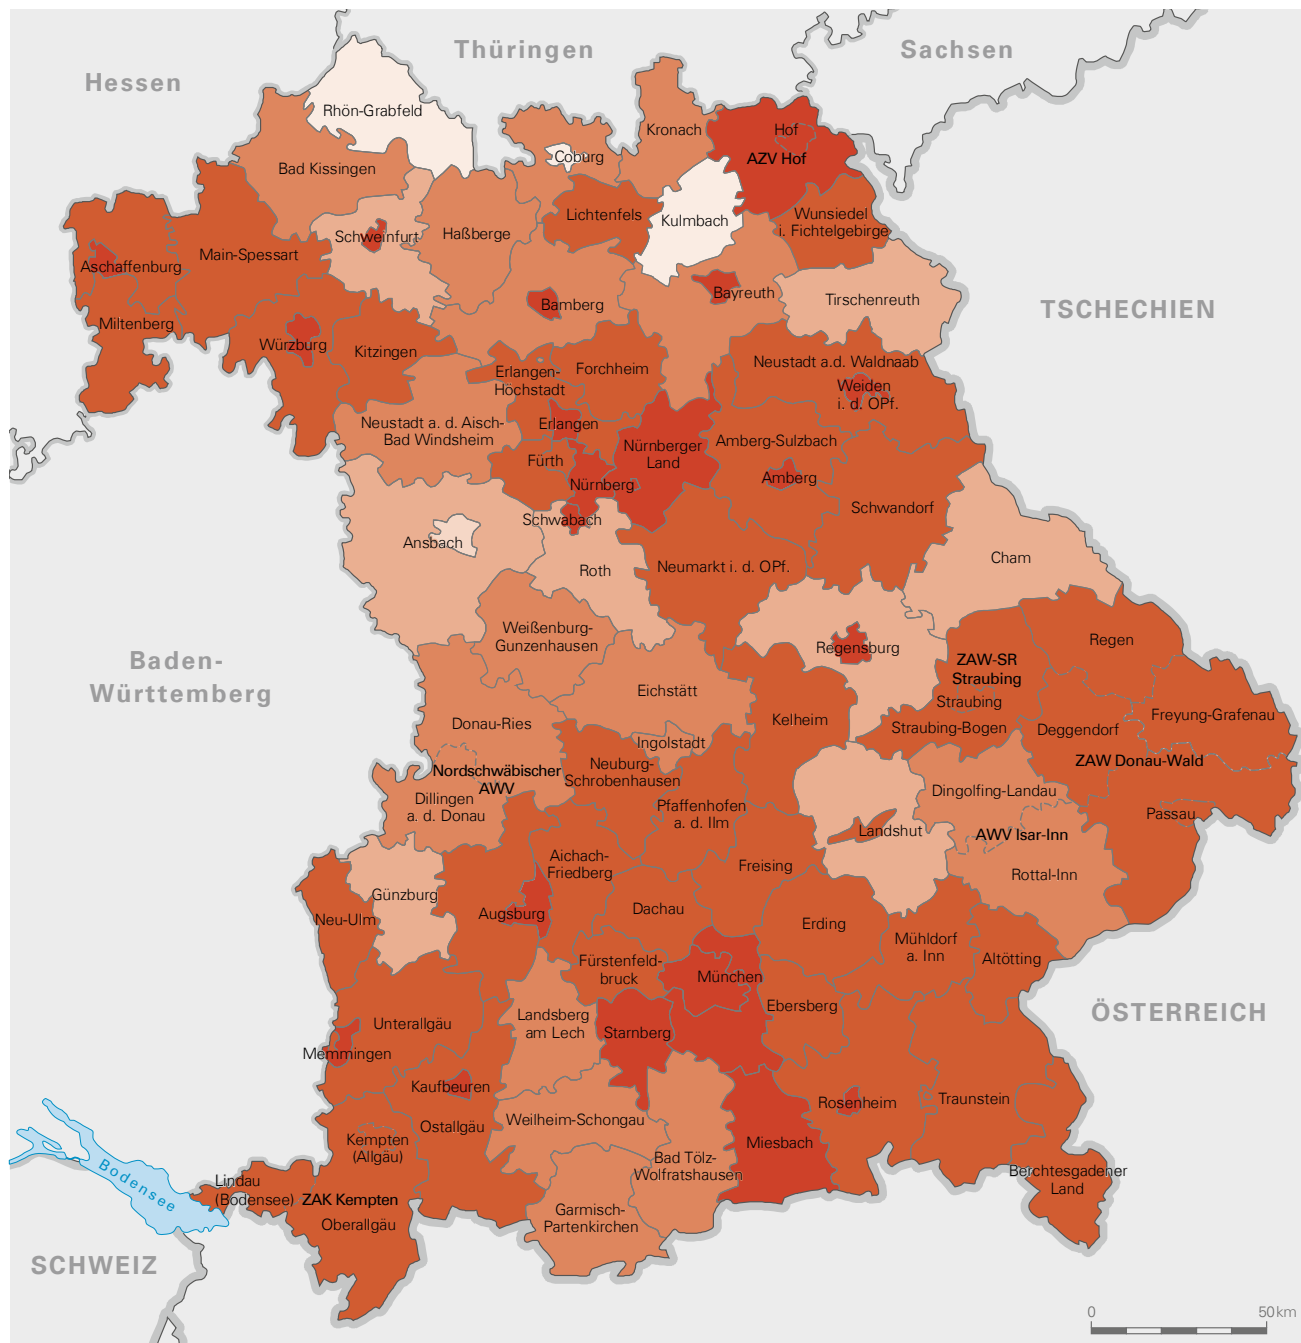 Thüringen
Sachsen
Hessen
Rhön-Grabfeld
Kronach
Hof
Coburg
AZV Hof
Bad Kissingen
Lichtenfels
Kulmbach
Wunsiedel
i. Fichtelgebirge
Schweinfurt
Haßberge
Main-Spessart
Aschaffenburg
Bayreuth
Tirschenreuth
Bamberg
TSCHECHIEN
Miltenberg
Würzburg
Kitzingen
Erlangen-
Höchstadt
Forchheim
Neustadt a.d. Waldnaab
Weiden
i. d. OPf.
Neustadt a. d. Aisch-
Bad Windsheim
Erlangen
Nürnberger
Land
Amberg-Sulzbach
Fürth
Nürnberg
Amberg
Schwandorf
Schwabach
Ansbach
Roth
Neumarkt i. d. OPf.
Cham
Weißenburg-
Gunzenhausen
Regensburg
Regen
Baden-
Württemberg
ZAW-SR
Straubing
Eichstätt
Straubing
Freyung-Grafenau
Donau-Ries
Kelheim
Straubing-Bogen
Deggendorf
Ingolstadt
Nordschwäbischer
AWV
Neuburg-
Schrobenhausen
ZAW Donau-Wald
Dillingen
a. d. Donau
Pfaffenhofen
a. d. Ilm
Dingolfing-Landau
Passau
Landshut
AWV Isar-Inn
Aichach-
Friedberg
Freising
Rottal-Inn
Günzburg
Neu-Ulm
Augsburg
Dachau
Erding
Mühldorf
a. Inn
Altötting
Fürstenfeld-
bruck
München
Ebersberg
ÖSTERREICH
Unterallgäu
Landsberg
am Lech
Starnberg
Memmingen
Kaufbeuren
Rosenheim
Traunstein
Ostallgäu
Weilheim-Schongau
Kempten
(Allgäu)
Miesbach
Bad Tölz-
Wolfratshausen
Bodensee
Lindau
(Bodensee)
ZAK Kempten
Oberallgäu
Garmisch-
Partenkirchen
Berchtesgadener
Land
SCHWEIZ
0 50 km